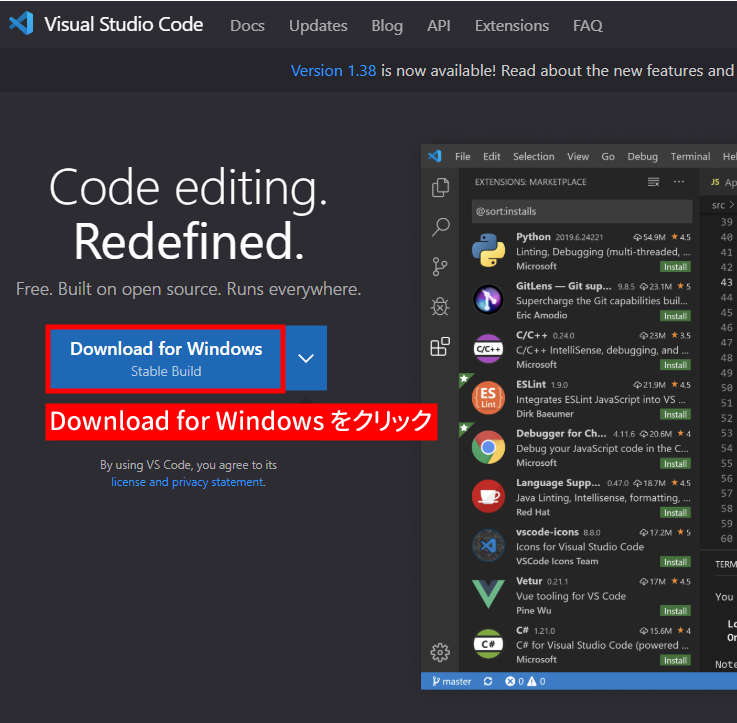 Visual Studio Code Docs Updates Blog API Extensions FAQ
Version 1.38 is now available! Read about the new features and
Code editing.
Redefined.
Free. Built on open source. Runs everywhere.
Download for Windows
Stable Build
Download for Windows をクリック
By using VS Code, you agree to its
license and privacy statement.
File Edit Selection View Go Debug Terminal Hel
EXTENSIONS: MARKETPLACE
@sort:installs
Python 2019.6.24221 54.9M ★ 4.5
Linting, Debugging (multi-threaded, ...
Microsoft Install
GitLens — Git sup... 9.8.5 23.1M ★ 5
Supercharge the Git capabilities buil...
Eric Amodio Install
C/C++ 0.24.0 23M ★ 3.5
C/C++ IntelliSense, debugging, and ...
Microsoft Install
ESLint 1.9.0 21.9M ★ 4.5
Integrates ESLint JavaScript into VS ...
Dirk Baeumer Install
Debugger for Ch... 4.11.6 20.6M ★ 4
Debug your JavaScript code in the C...
Microsoft Install
Language Supp... 0.47.0 18.7M ★ 4.5
Java Linting, Intellisense, formatting, ...
Red Hat Install
vscode-icons 8.8.0 17.2M ★ 5
Icons for Visual Studio Code
VSCode Icons Team Install
Vetur 0.21.1 17M ★ 4.5
Vue tooling for VS Code
Pine Wu Install
C# 1.21.0 15.6M ★ 4
C# for Visual Studio Code (powered ...
Microsoft Install
C/C++
ES
Lint
C#
master 0 0
JS Ap
src >
39
40
41
42
43
44
45
46
47
48
49
50
51
52
53
54
55
56
57
58
59
60
TERM
You
Lo
On
Note